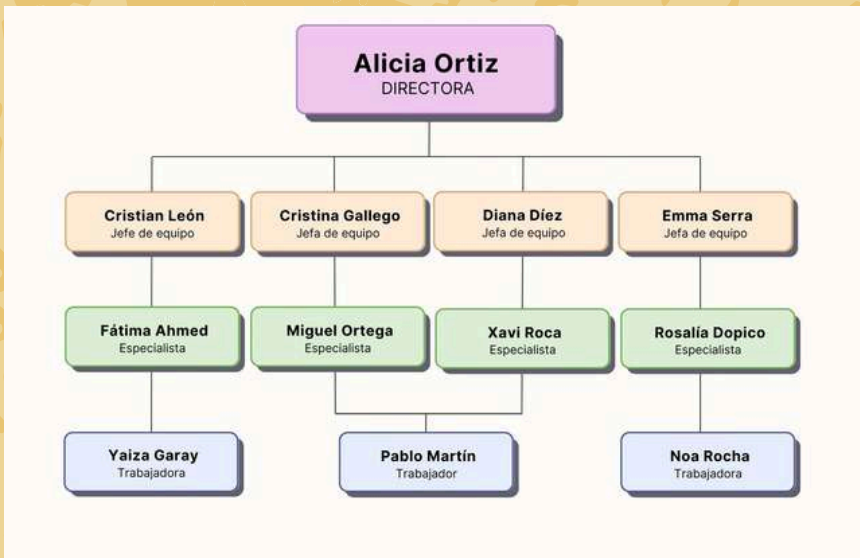 Alicia Ortiz
DIRECTORA
Cristian León
Jefe de equipo
Cristina Gallego
Jefa de equipo
Diana Díez
Jefa de equipo
Emma Serra
Jefa de equipo
Fátima Ahmed
Especialista
Miguel Ortega
Especialista
Xavi Roca
Especialista
Rosalía Dopico
Especialista
Yaiza Garay
Trabajadora
Pablo Martín
Trabajador
Noa Rocha
Trabajadora